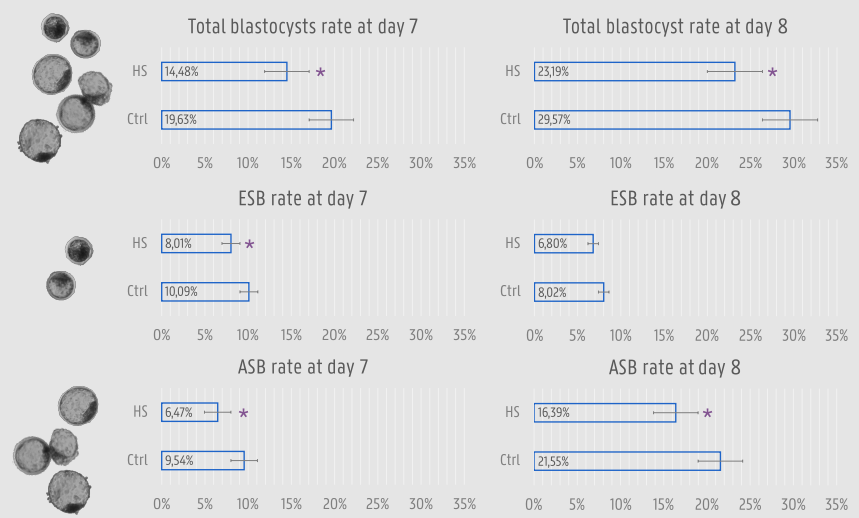 Total blastocysts rate at day 7
HS 14,48% *
Ctrl 19,63%
0% 5% 10% 15% 20% 25% 30% 35%
Total blastocyst rate at day 8
HS 23,19% *
Ctrl 29,57%
0% 5% 10% 15% 20% 25% 30% 35%
ESB rate at day 7
HS 8,01% *
Ctrl 10,09%
0% 5% 10% 15% 20% 25% 30% 35%
ESB rate at day 8
HS 6,80%
Ctrl 8,02%
0% 5% 10% 15% 20% 25% 30% 35%
ASB rate at day 7
HS 6,47% *
Ctrl 9,54%
0% 5% 10% 15% 20% 25% 30% 35%
ASB rate at day 8
HS 16,39% *
Ctrl 21,55%
0% 5% 10% 15% 20% 25% 30% 35%